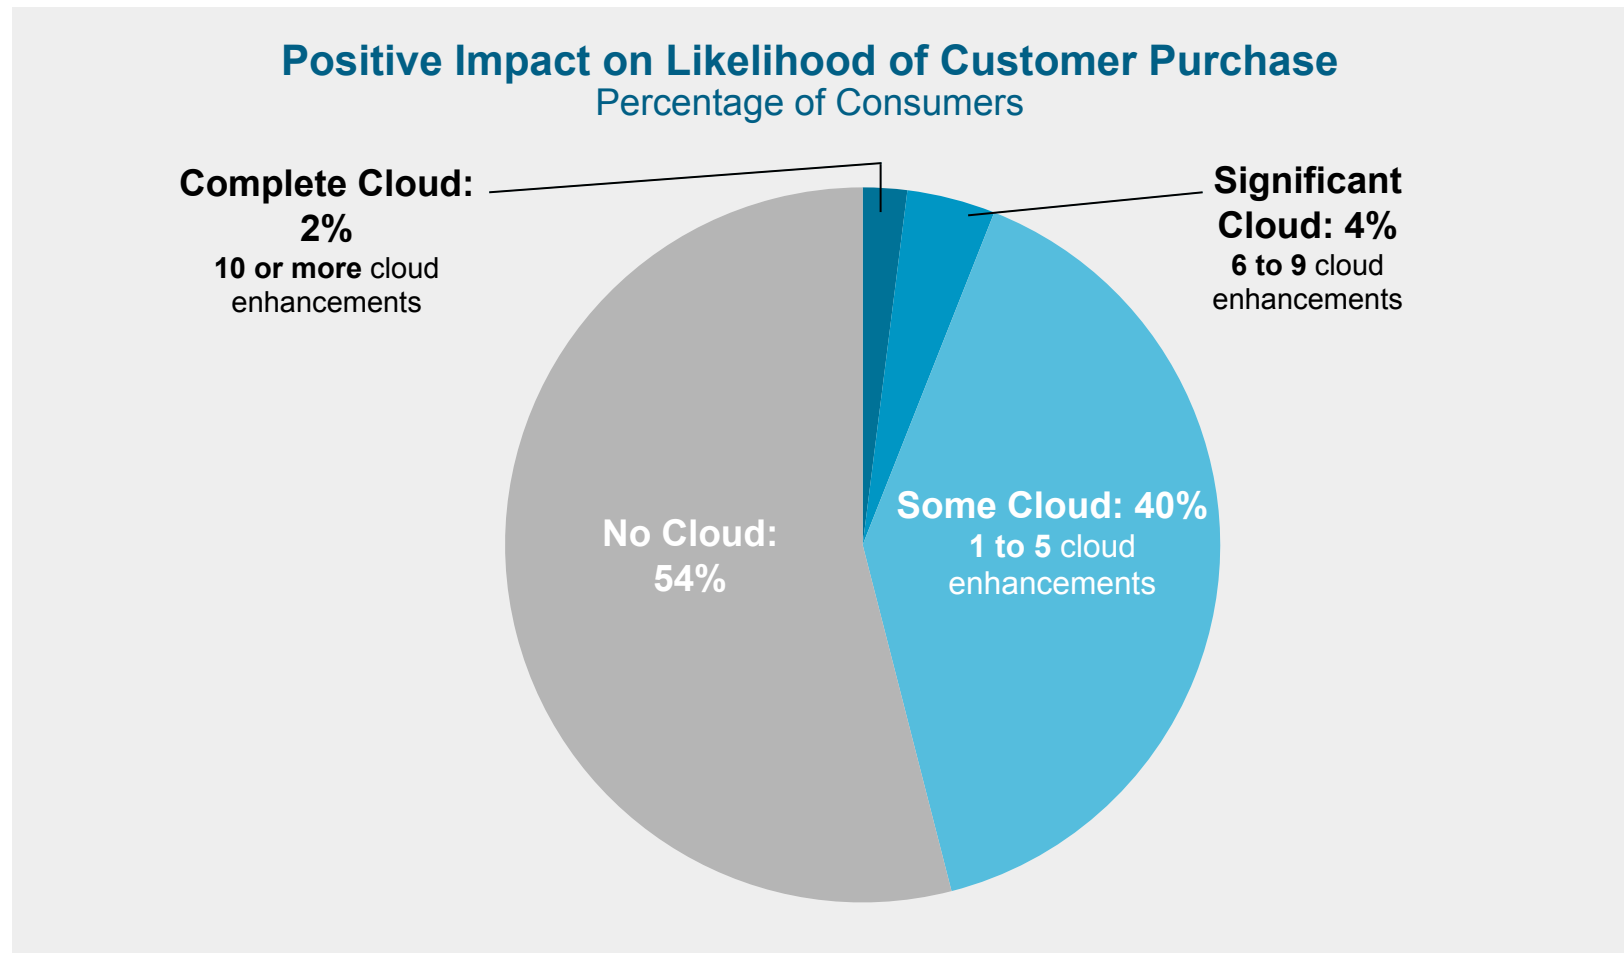 Positive Impact on Likelihood of Customer Purchase
Percentage of Consumers
Complete Cloud:
2%
10 or more cloud
enhancements
Significant
Cloud: 4%
6 to 9 cloud
enhancements
No Cloud:
54%
Some Cloud: 40%
1 to 5 cloud
enhancements